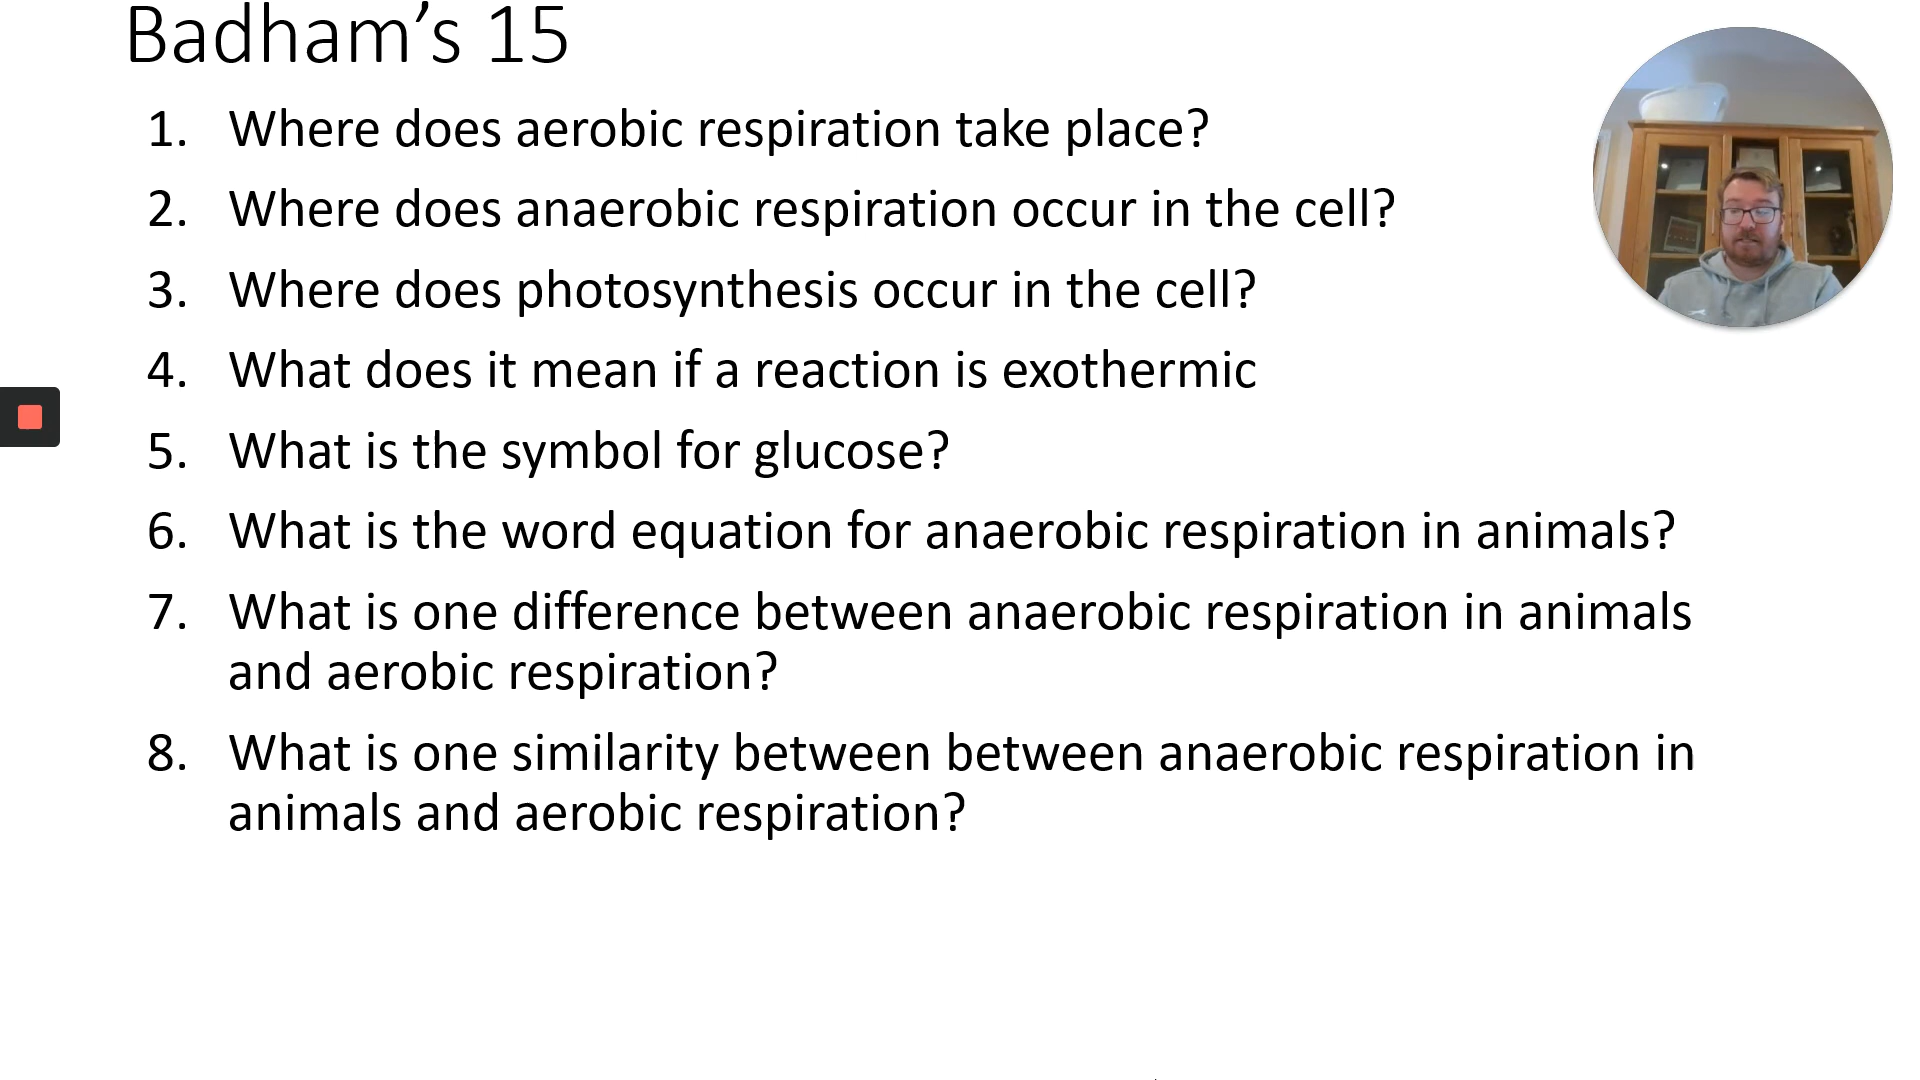 Badham’s 15
1. Where does aerobic respiration take place?
2. Where does anaerobic respiration occur in the cell?
3. Where does photosynthesis occur in the cell?
4. What does it mean if a reaction is exothermic
5. What is the symbol for glucose?
6. What is the word equation for anaerobic respiration in animals?
7. What is one difference between anaerobic respiration in animals
and aerobic respiration?
8. What is one similarity between between anaerobic respiration in
animals and aerobic respiration?